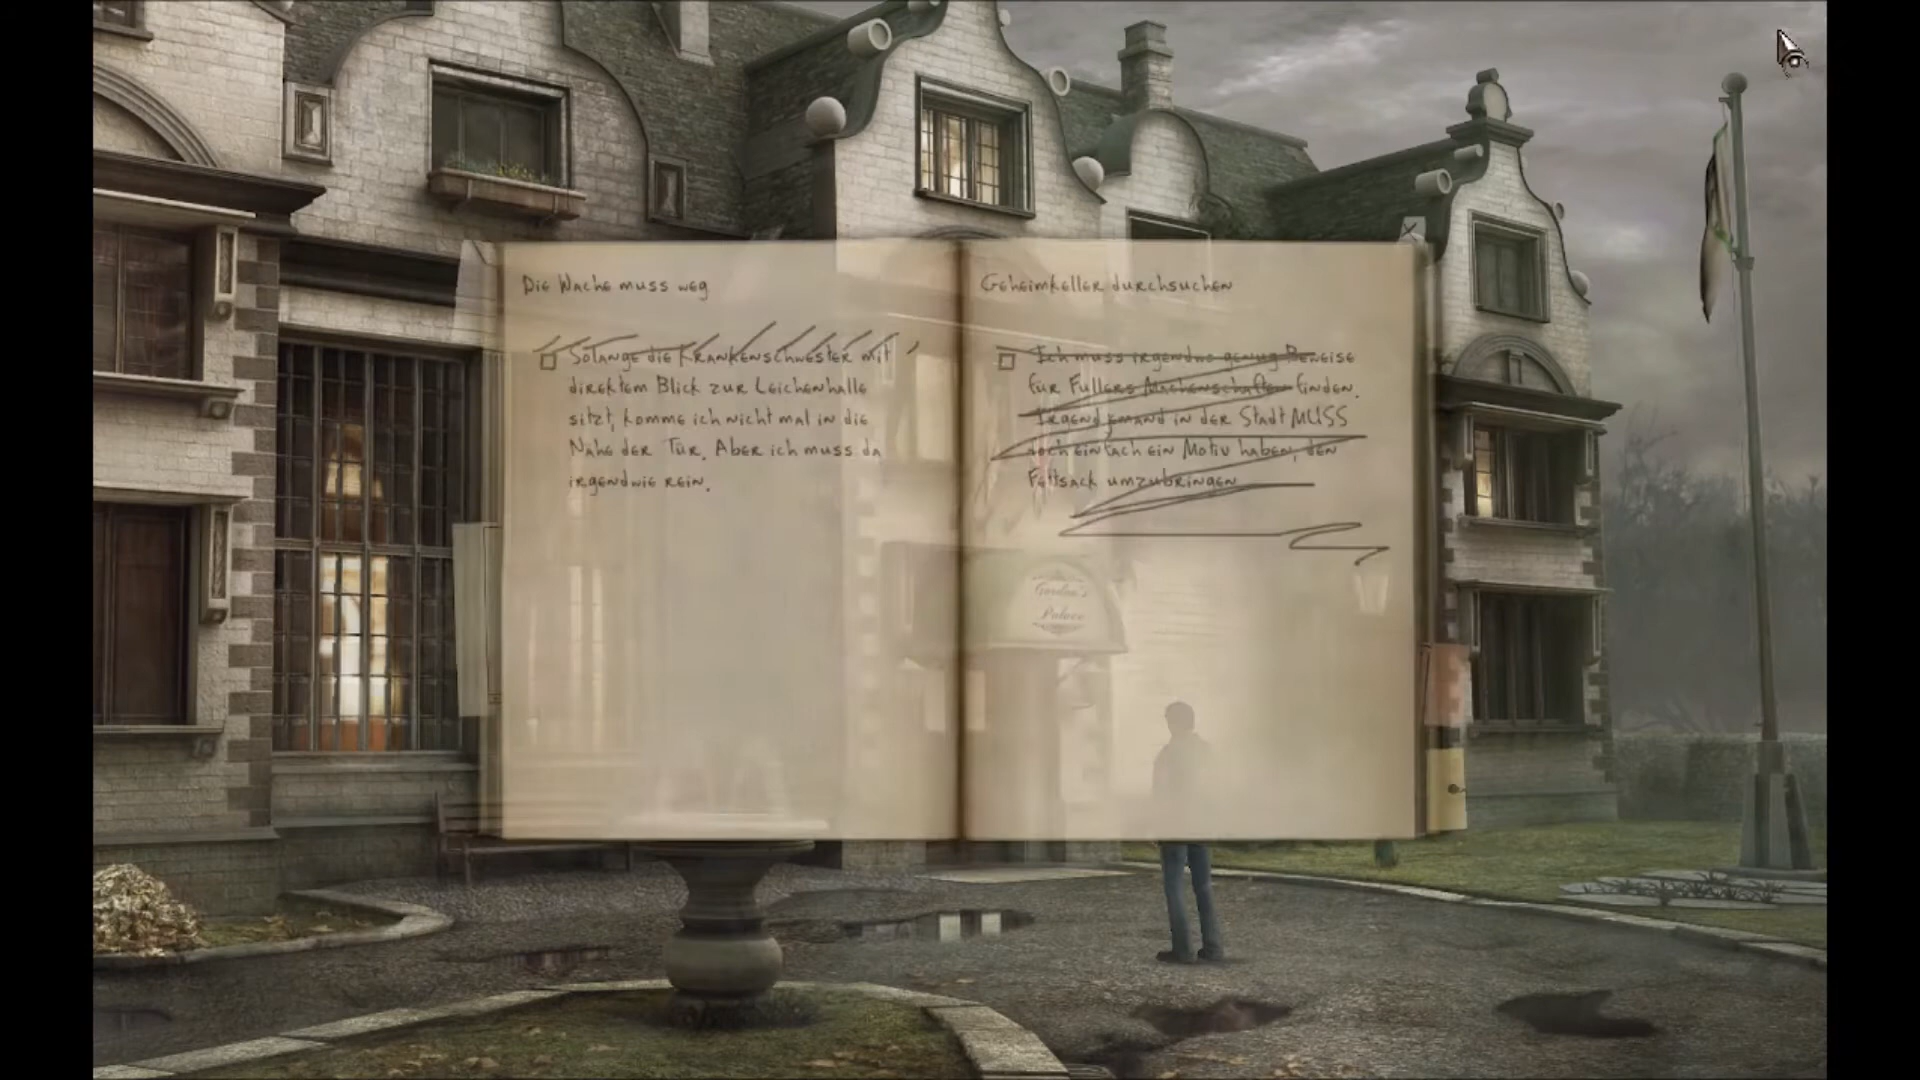 Die Wache muss weg
Solange die Krankenschwester mit
direktem Blick zur Leichenhalle
sitzt, komme ich nicht mal in die
Nähe der Tür. Aber ich muss da
irgendwie rein.
Geheimkeller durchsuchen
Ich muss irgendwo genug Beweise
für Fullers Machenschaften finden.
Irgendjemand in der Stadt MUSS
doch einfach ein Motiv haben, den
Fettsack umzubringen
Gordon's
Palace